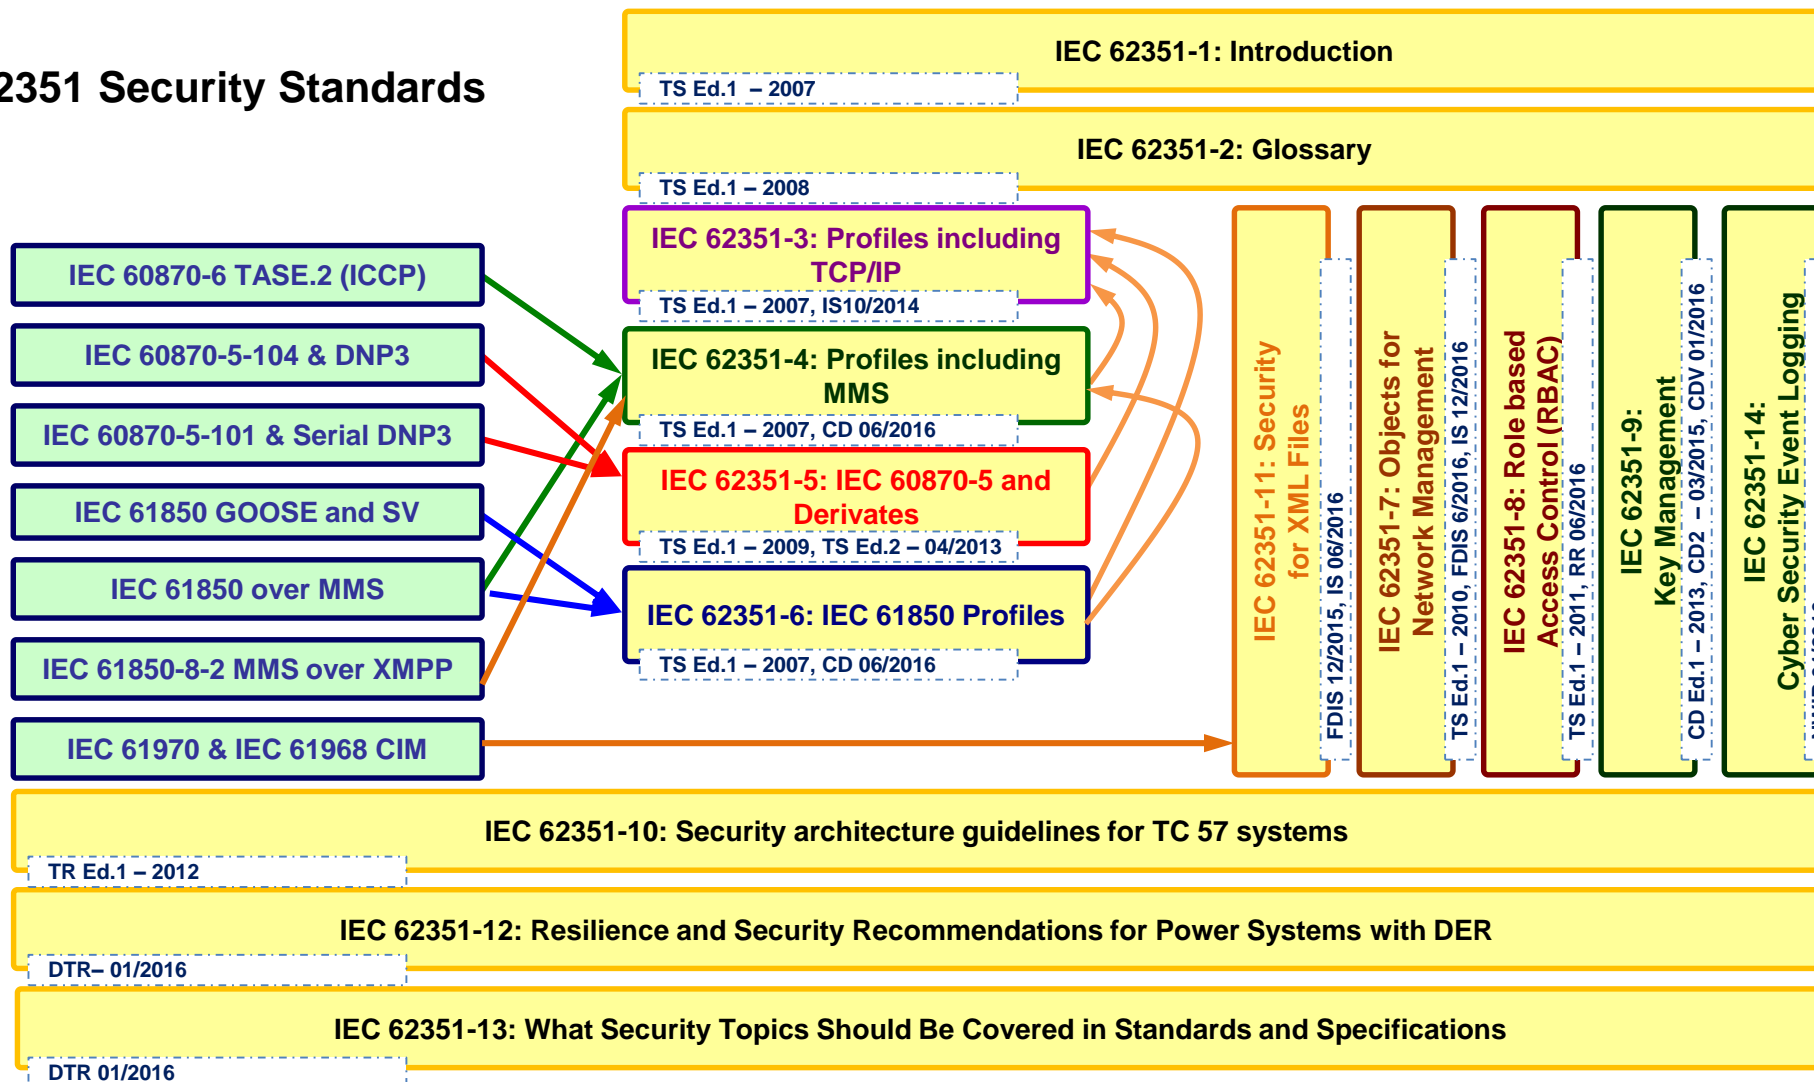 2351 Security Standards
IEC 62351-1: Introduction
TS Ed.1 – 2007
IEC 62351-2: Glossary
TS Ed.1 – 2008
IEC 60870-6 TASE.2 (ICCP)
IEC 60870-5-104 & DNP3
IEC 60870-5-101 & Serial DNP3
IEC 61850 GOOSE and SV
IEC 61850 over MMS
IEC 61850-8-2 MMS over XMPP
IEC 61970 & IEC 61968 CIM
IEC 62351-3: Profiles including
TCP/IP
TS Ed.1 – 2007, IS10/2014
IEC 62351-4: Profiles including
MMS
TS Ed.1 – 2007, CD 06/2016
IEC 62351-5: IEC 60870-5 and
Derivates
TS Ed.1 – 2009, TS Ed.2 – 04/2013
IEC 62351-6: IEC 61850 Profiles
TS Ed.1 – 2007, CD 06/2016
IEC 62351-11: Security
for XML Files
FDIS 12/2015, IS 06/2016
IEC 62351-7: Objects for
Network Management
TS Ed.1 – 2010, FDIS 6/2016, IS 12/2016
IEC 62351-8: Role based
Access Control (RBAC)
TS Ed.1 – 2011, RR 06/2016
IEC 62351-9:
Key Management
CD Ed.1 – 2013, CD2 – 03/2015, CDV 01/2016
IEC 62351-14:
Cyber Security Event Logging
IEC 62351-10: Security architecture guidelines for TC 57 systems
TR Ed.1 – 2012
IEC 62351-12: Resilience and Security Recommendations for Power Systems with DER
DTR– 01/2016
IEC 62351-13: What Security Topics Should Be Covered in Standards and Specifications
DTR 01/2016